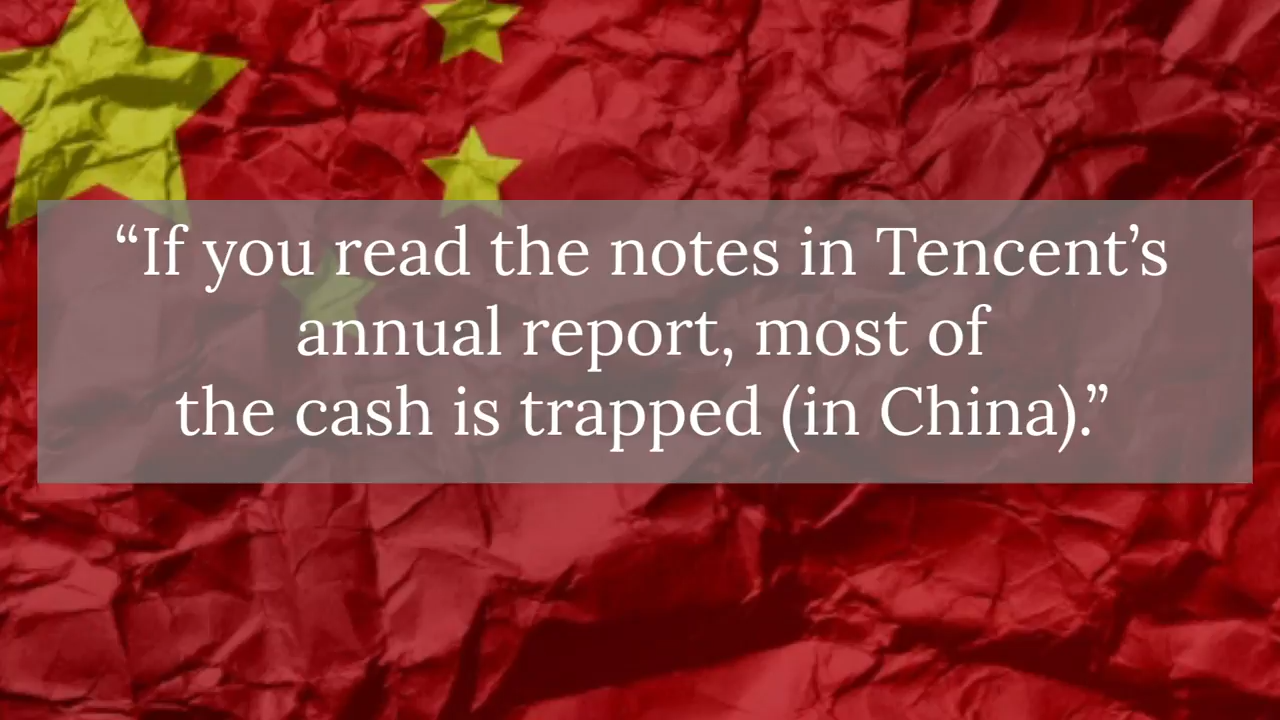 “If you read the notes in Tencent’s
annual report, most of
the cash is trapped (in China).”